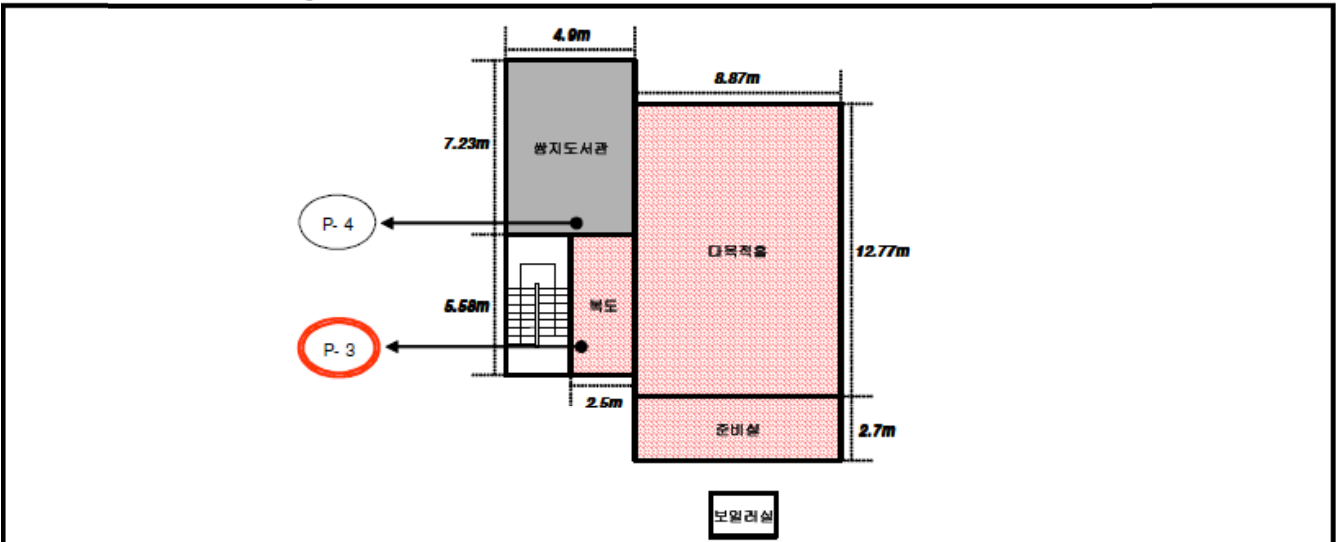 4.9m
8.87m
7.23m
쌍지도서관
P- 4
다목적홀
12.77m
5.58m
복도
P- 3
2.5m
준비실
2.7m
보일러실